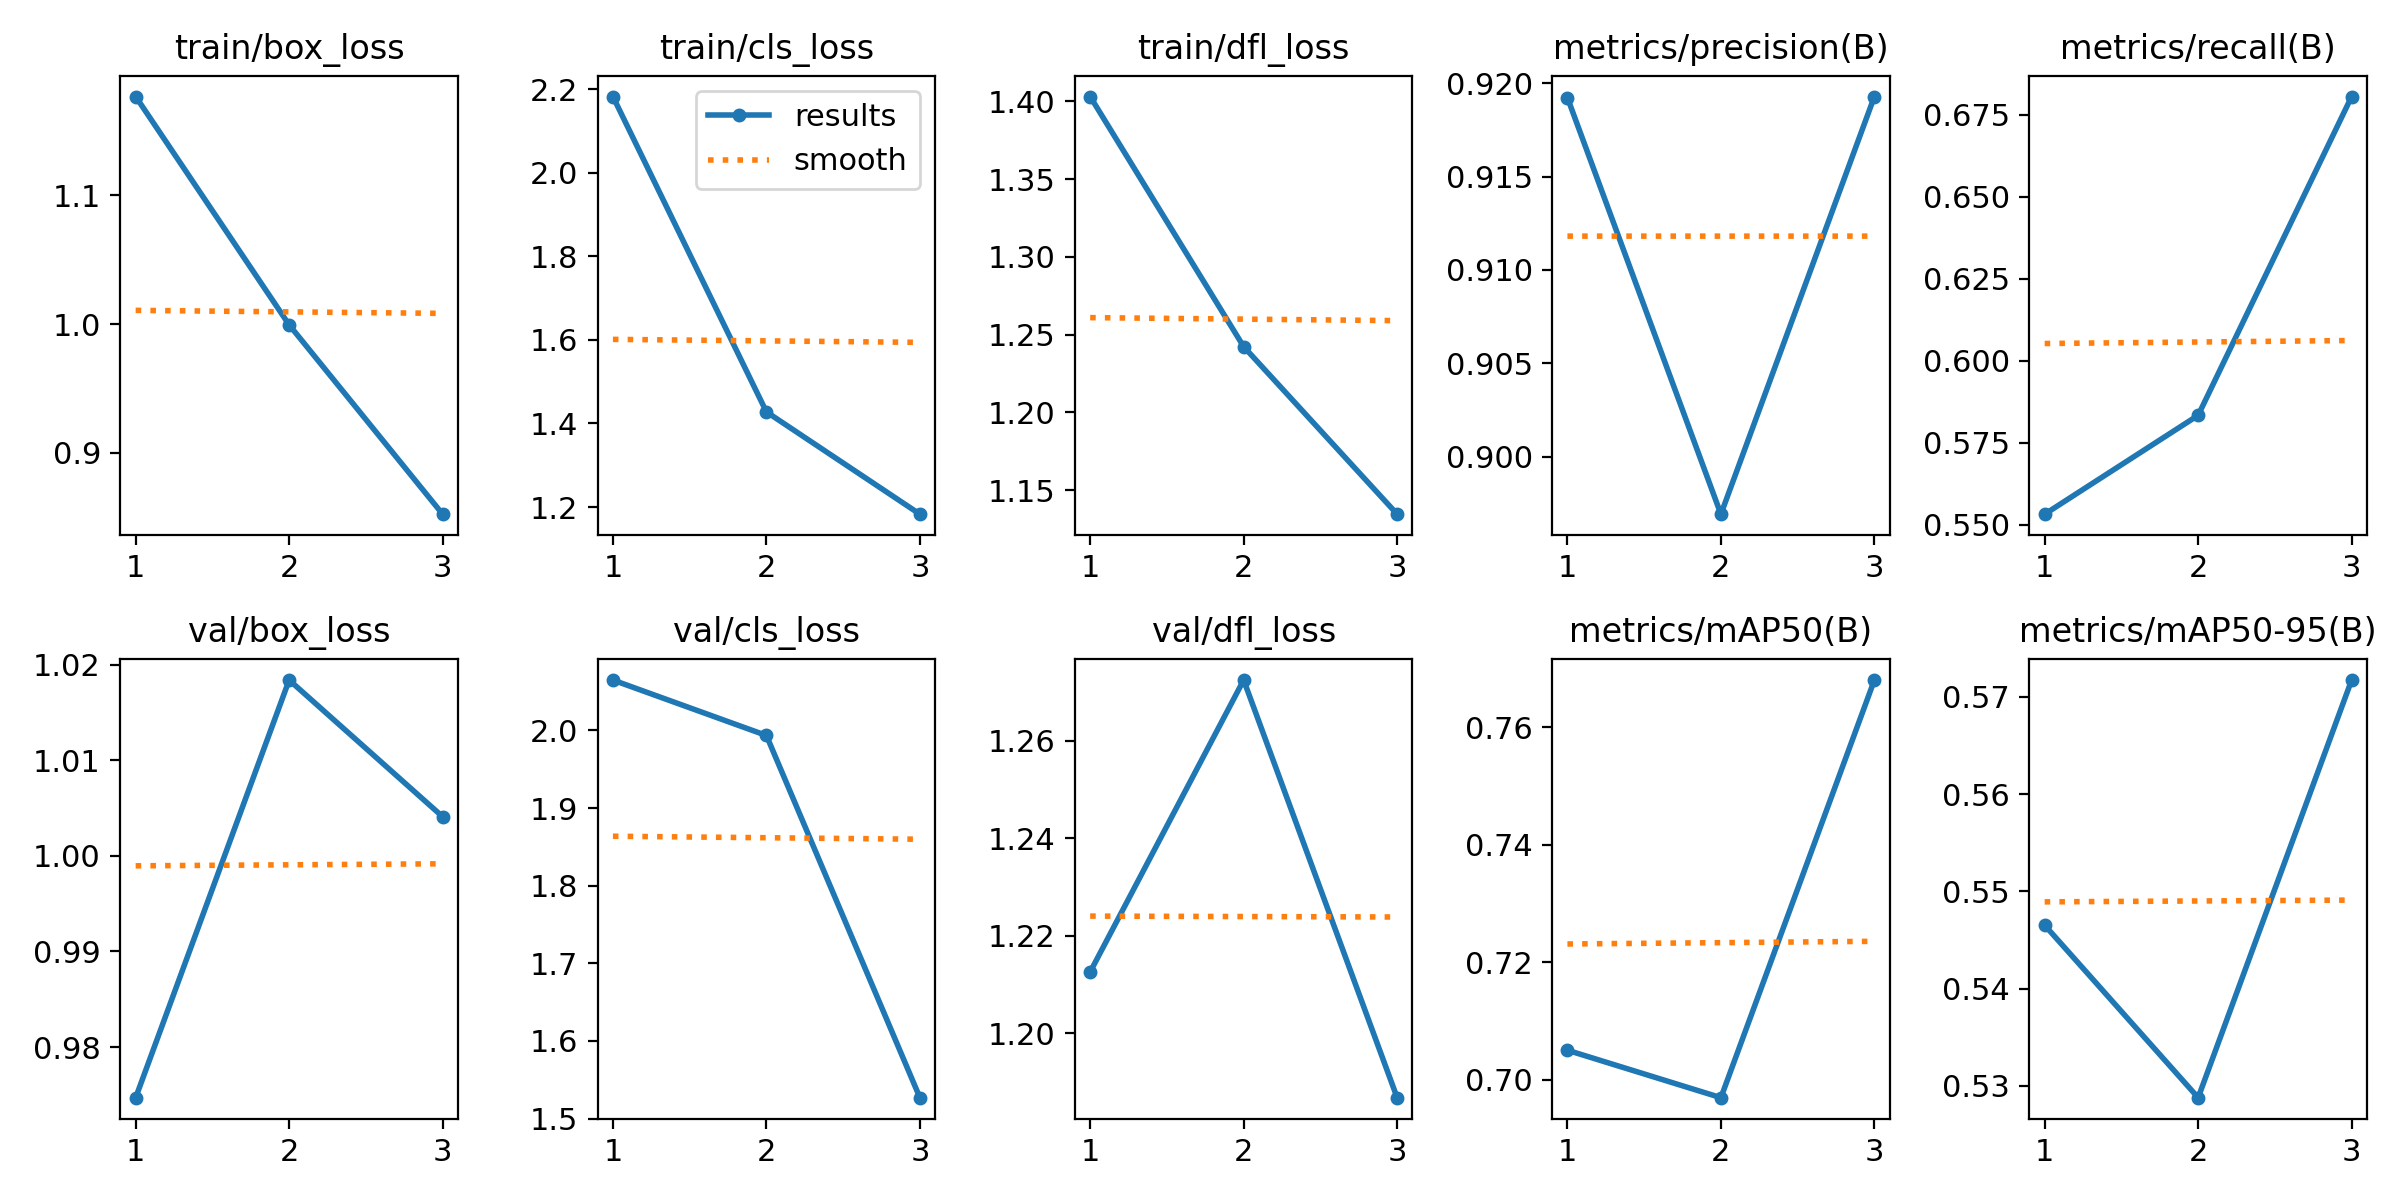 train/box_loss
1.1
1.0
0.9
1 2 3
train/cls_loss
results
smooth
2.2
2.0
1.8
1.6
1.4
1.2
1 2 3
train/dfl_loss
1.40
1.35
1.30
1.25
1.20
1.15
1 2 3
metrics/precision(B)
0.920
0.915
0.910
0.905
0.900
1 2 3
metrics/recall(B)
0.675
0.650
0.625
0.600
0.575
0.550
1 2 3
val/box_loss
1.02
1.01
1.00
0.99
0.98
1 2 3
val/cls_loss
2.0
1.9
1.8
1.7
1.6
1.5
1 2 3
val/dfl_loss
1.26
1.24
1.22
1.20
1 2 3
metrics/mAP50(B)
0.76
0.74
0.72
0.70
1 2 3
metrics/mAP50-95(B)
0.57
0.56
0.55
0.54
0.53
1 2 3